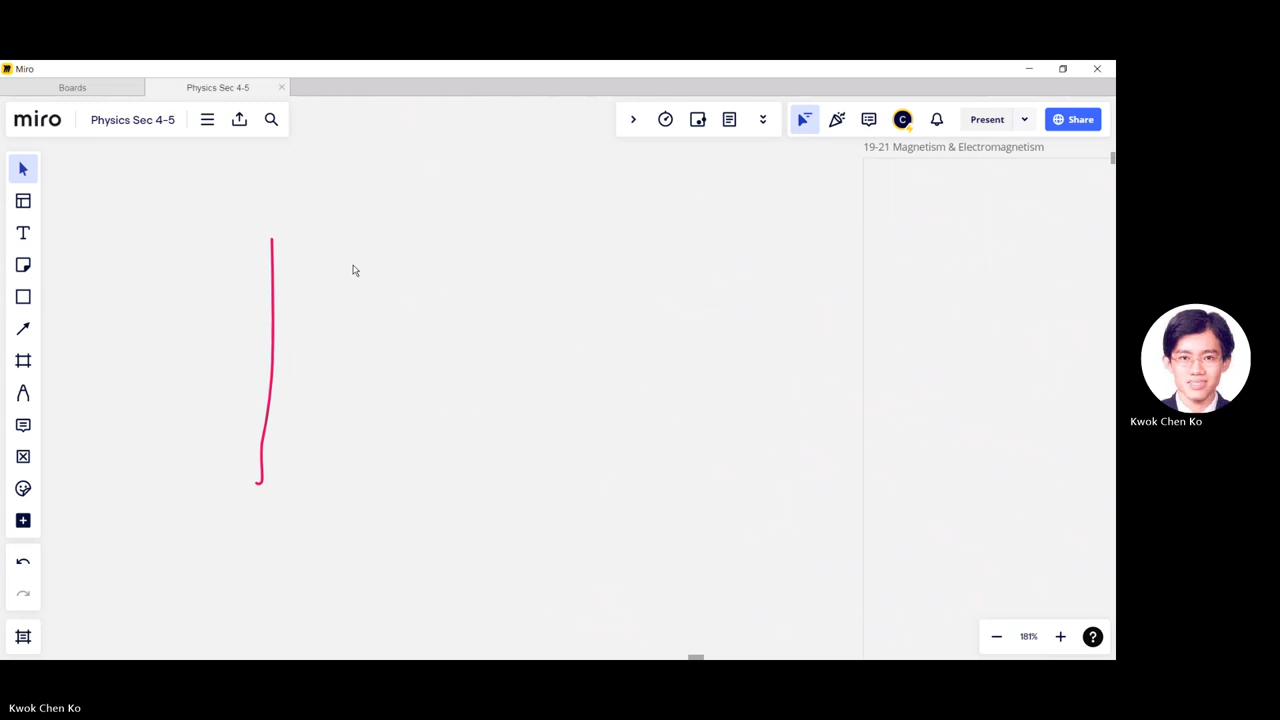 Miro
Boards
Physics Sec 4-5
miro
Physics Sec 4-5
C
Present
Share
19-21 Magnetism & Electromagnetism
Kwok Chen Ko
181%
?
Kwok Chen Ko